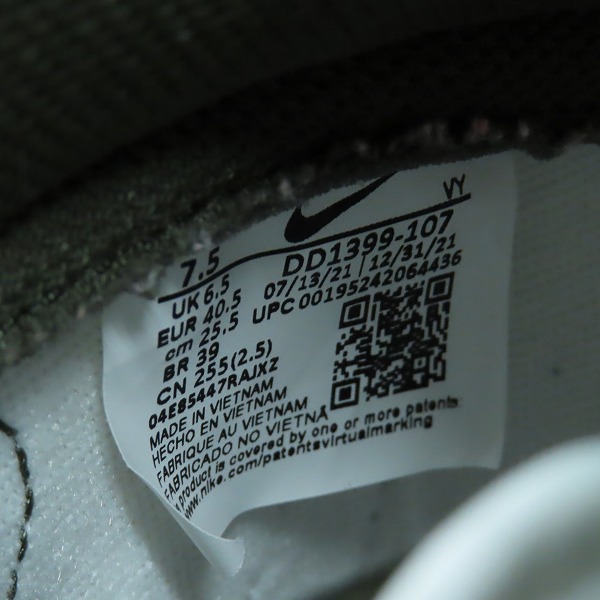 VY
7.5
DD1399-107
UK 6.5
07/13/21 | 12/31/21
EUR 40.5
UPC 00195242064436
cm 25.5
BR 39
CN 255(2.5)
04E85447RAJXZ
MADE IN VIETNAM
HECHO EN VIETNAM
FABRIQUE AU VIETNAM
FABRICADO NO VIETNÃ
product is covered by one or more patents.
www.nike.com/patentsvirtualmarking